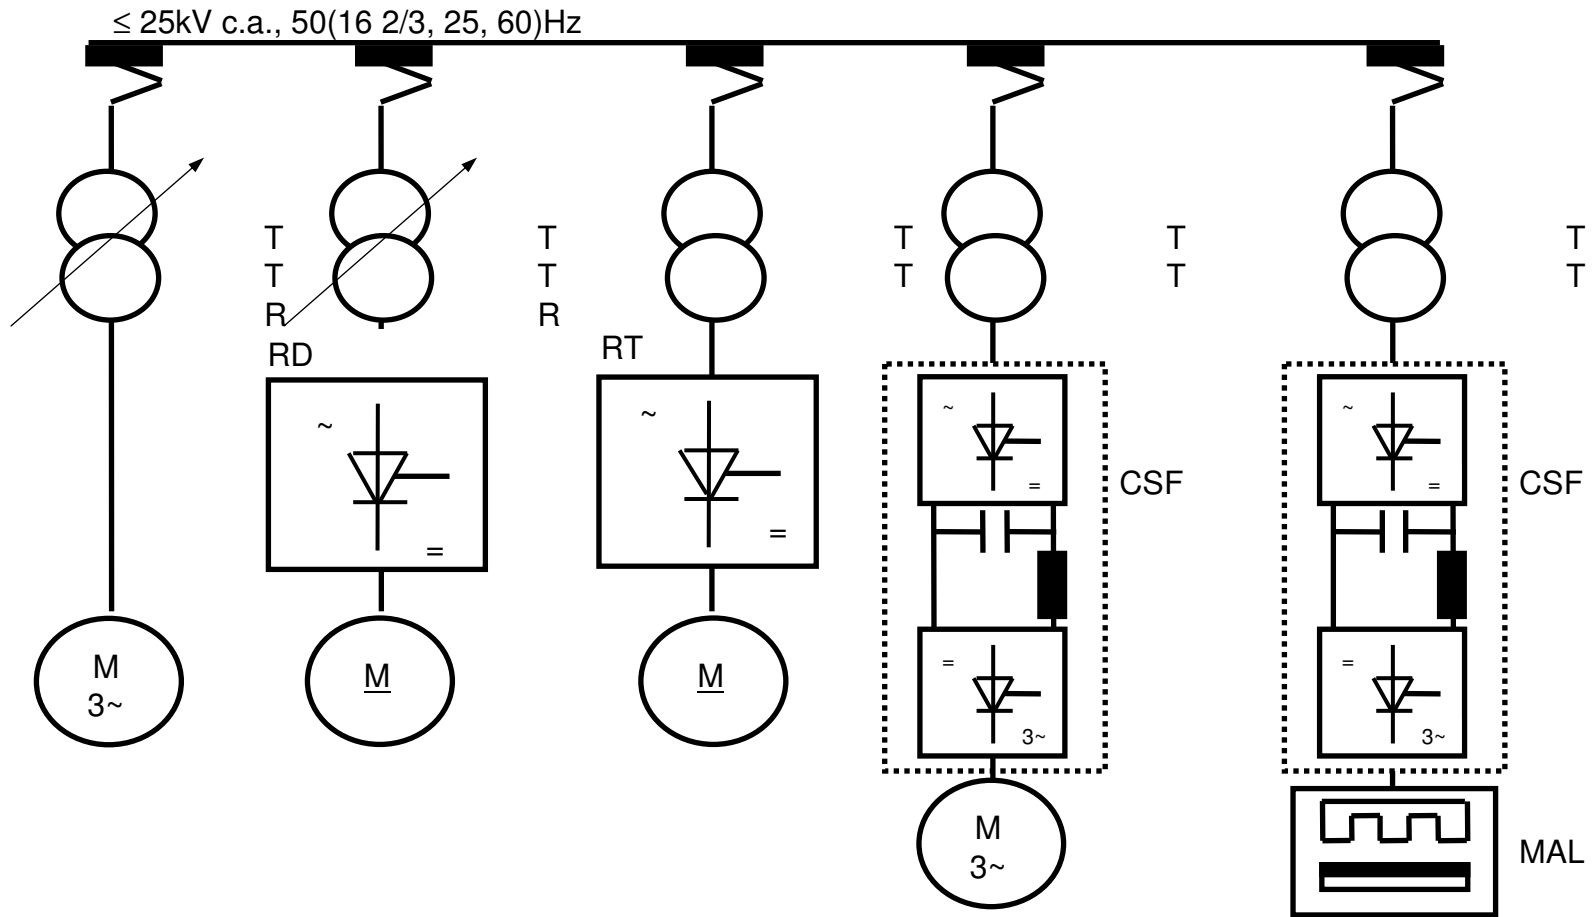 ≤ 25kV c.a., 50(16 2/3, 25, 60)Hz
T
T
R
T
T
R
T
T
T
T
T
T
RD
RT
~
=
~
=
~
=
CSF
~
=
CSF
=
3~
=
3~
M
3~
M
M
M
3~
MAL